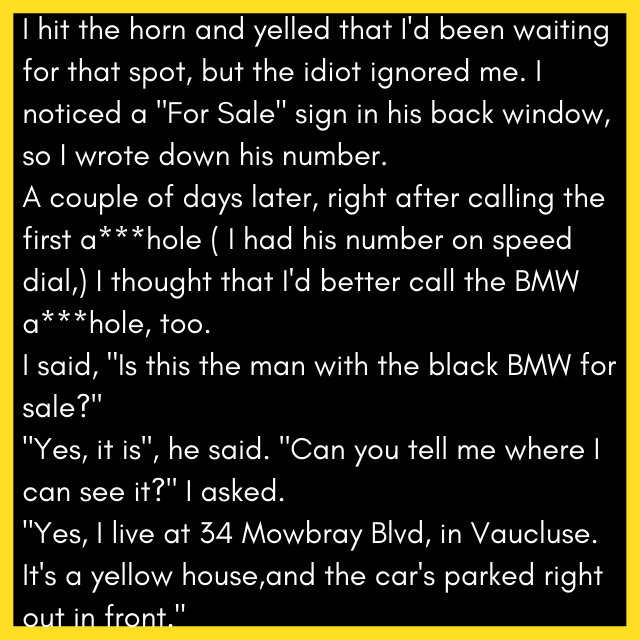 I hit the horn and yelled that I'd been waiting
for that spot, but the idiot ignored me. I
noticed a "For Sale" sign in his back window,
so I wrote down his number.
A couple of days later, right after calling the
first a***hole ( I had his number on speed
dial,) I thought that I'd better call the BMW
a***hole, too.
I said, "Is this the man with the black BMW for
sale?"
"Yes, it is", he said. "Can you tell me where I
can see it?" I asked.
"Yes, I live at 34 Mowbray Blvd, in Vaucluse.
It's a yellow house,and the car's parked right
out in front."